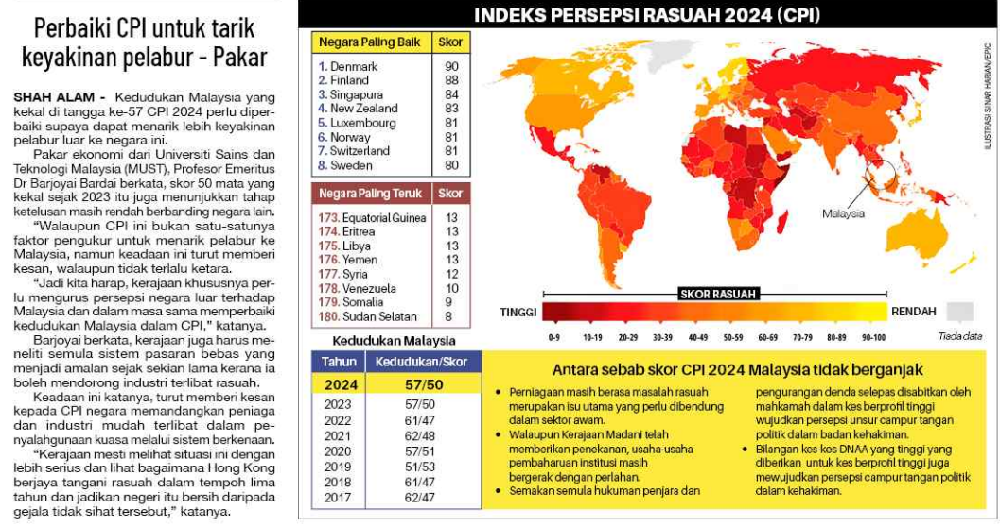 Perbaiki CPI untuk tarik
keyakinan pelabur - Pakar
SHAH ALAM - Kedudukan Malaysia yang
kekal di tangga ke-57 CPI 2024 perlu diper-
baiki supaya dapat menarik lebih keyakinan
pelabur luar ke negara ini.
Pakar ekonomi dari Universiti Sains dan
Teknologi Malaysia (MUST), Profesor Emeritus
Dr Barjoyai Bardai berkata, skor 50 mata yang
kekal sejak 2023 itu juga menunjukkan tahap
ketelusan masih rendah berbanding negara lain.
“Walaupun CPI ini bukan satu-satunya
faktor pengukur untuk menarik pelabur ke
Malaysia, namun keadaan ini turut memberi
kesan, walaupun tidak terlalu ketara.
“Jadi kita harap, kerajaan khususnya per-
lu mengurus persepsi negara luar terhadap
Malaysia dan dalam masa sama memperbaiki
kedudukan Malaysia dalam CPI,” katanya.
Barjoyai berkata, kerajaan juga harus me-
neliti semula sistem pasaran bebas yang
menjadi amalan sejak sekian lama kerana ia
boleh mendorong industri terlibat rasuah.
Keadaan ini katanya, turut memberi kesan
kepada CPI negara memandangkan peniaga
dan industri mudah terlibat dalam pe-
nyalahgunaan kuasa melalui sistem berkenaan.
“Kerajaan mesti melihat situasi ini dengan
lebih serius dan lihat bagaimana Hong Kong
berjaya tangani rasuah dalam tempoh lima
tahun dan jadikan negeri itu bersih daripada
gejala tidak sihat tersebut,” katanya.
INDEKS PERSEPSI RASUAH 2024 (CPI)
Negara Paling Baik Skor
1. Denmark 90
2. Finland 88
3. Singapura 84
4. New Zealand 83
5. Luxembourg 81
6. Norway 81
7. Switzerland 81
8. Sweden 80
Negara Paling Teruk Skor
173. Equatorial Guinea 13
174. Eritrea 13
175. Libya 13
176. Yemen 13
177. Syria 12
178. Venezuela 10
179. Somalia 9
180. Sudan Selatan 8
Kedudukan Malaysia
Tahun Kedudukan/Skor
2024 57/50
2023 57/50
2022 61/47
2021 62/48
2020 57/51
2019 51/53
2018 61/47
2017 62/47
ILUSTRASI SINAR HARIAN/EPIC
Malaysia
SKOR RASUAH
TINGGI
RENDAH
0-9 10-19 20-29 30-39 40-49 50-59 60-69 70-79 80-89 90-100
Tiada data
Antara sebab skor CPI 2024 Malaysia tidak berganjak
• Perniagaan masih berasa masalah rasuah
merupakan isu utama yang perlu dibendung
dalam sektor awam.
• Walaupun Kerajaan Madani telah
memberikan penekanan, usaha-usaha
pembaharuan institusi masih
bergerak dengan perlahan.
• Semakan semula hukuman penjara dan
pengurangan denda selepas disabitkan oleh
mahkamah dalam kes berprofil tinggi
wujudkan persepsi unsur campur tangan
politik dalam badan kehakiman.
• Bilangan kes-kes DNAA yang tinggi yang
diberikan untuk kes berprofil tinggi juga
mewujudkan persepsi campur tangan politik
dalam kehakiman.